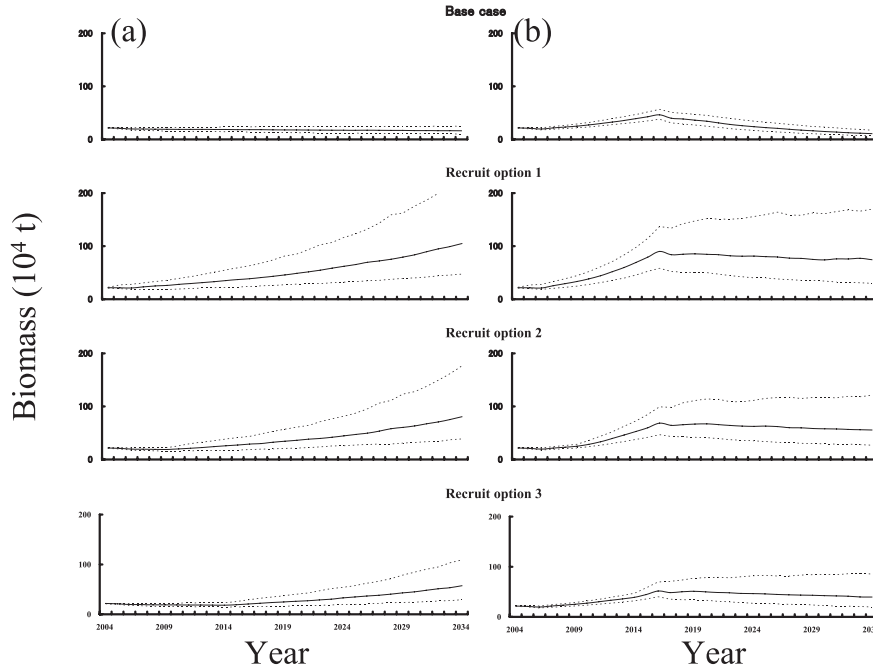 Base case
(a) (b)
200 200
100 100
0 0
Recruit option 1
200 200
100 100
0 0
Recruit option 2
200 200
100 100
0 0
Recruit option 3
200 200
100 100
0 0
2004 2009 2014 2019 2024 2029 2034 2004 2009 2014 2019 2024 2029
Year Year
Biomass (10⁴ t)